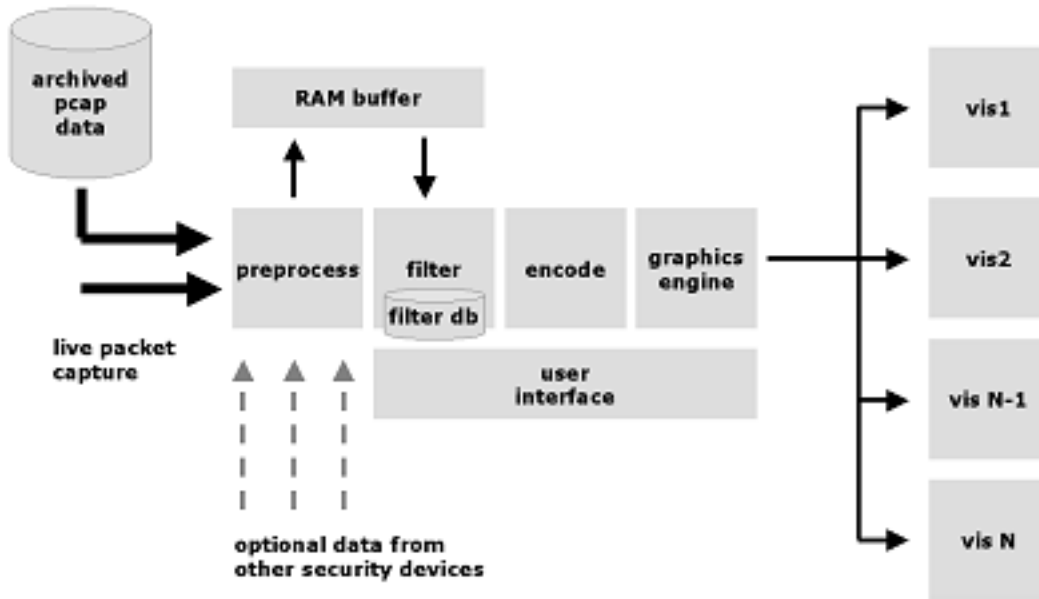 archived
pcap
data
RAM buffer
vis1
preprocess
filter
encode
graphics
engine
vis2
filter db
live packet
capture
user
interface
vis N-1
optional data from
other security devices
vis N